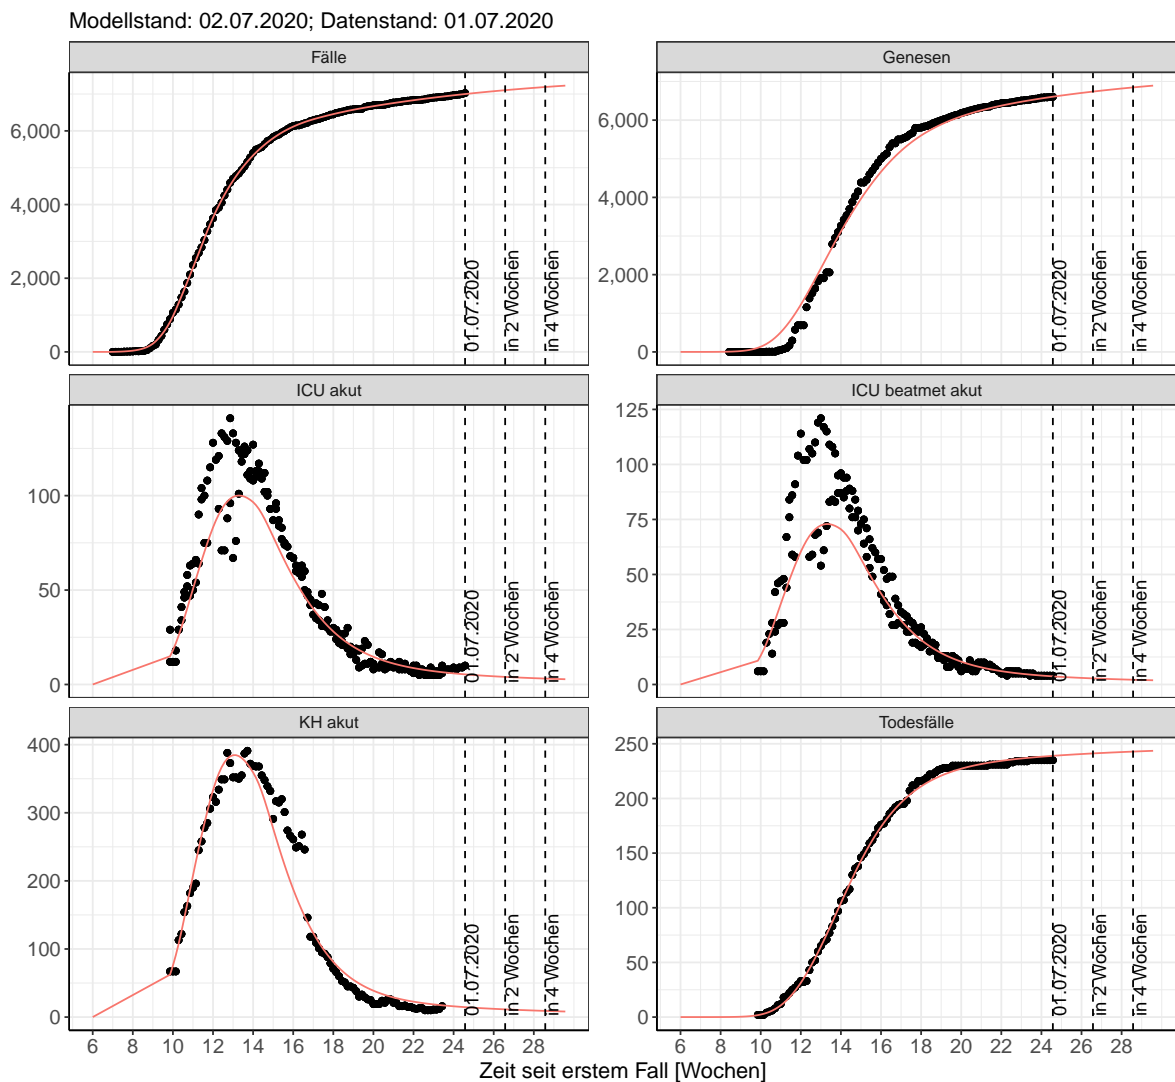 Modellstand: 02.07.2020; Datenstand: 01.07.2020
Fälle
Genesen
6,000
4,000
2,000
0
01.07.2020
in 2 Wochen
in 4 Wochen
6,000
4,000
2,000
0
01.07.2020
in 2 Wochen
in 4 Wochen
ICU akut
ICU beatmet akut
100
50
0
01.07.2020
in 2 Wochen
in 4 Wochen
125
100
75
50
25
0
01.07.2020
in 2 Wochen
in 4 Wochen
KH akut
Todesfälle
400
300
200
100
0
01.07.2020
in 2 Wochen
in 4 Wochen
250
200
150
100
50
0
01.07.2020
in 2 Wochen
in 4 Wochen
6 8 10 12 14 16 18 20 22 24 26 28
6 8 10 12 14 16 18 20 22 24 26 28
Zeit seit erstem Fall [Wochen]